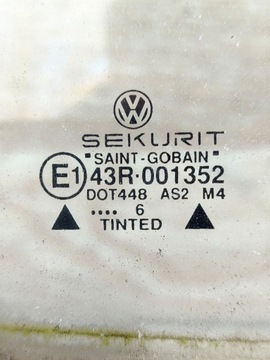 SEKURIT
"SAINT-GOBAIN"
E1 43R·001352
DOT448 AS2 M4
.... 6
TINTED